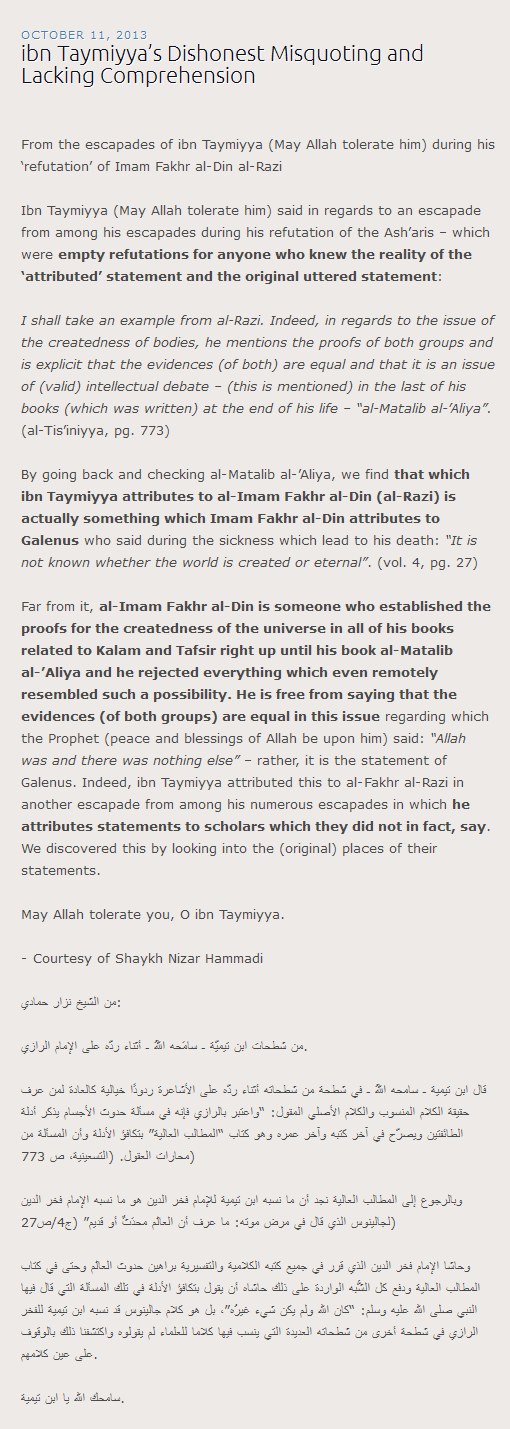 OCTOBER 11, 2013
ibn Taymiyya’s Dishonest Misquoting and
Lacking Comprehension
From the escapades of ibn Taymiyya (May Allah tolerate him) during his
‘refutation’ of Imam Fakhr al-Din al-Razi
Ibn Taymiyya (May Allah tolerate him) said in regards to an escapade
from among his escapades during his refutation of the Ash’aris – which
were empty refutations for anyone who knew the reality of the
‘attributed’ statement and the original uttered statement:
I shall take an example from al-Razi. Indeed, in regards to the issue of
the createdness of bodies, he mentions the proofs of both groups and
is explicit that the evidences (of both) are equal and that it is an issue
of (valid) intellectual debate – (this is mentioned) in the last of his
books (which was written) at the end of his life – “al-Matalib al-’Aliya”.
(al-Tis’iniyya, pg. 773)
By going back and checking al-Matalib al-’Aliya, we find that which
ibn Taymiyya attributes to al-Imam Fakhr al-Din (al-Razi) is
actually something which Imam Fakhr al-Din attributes to
Galenus who said during the sickness which lead to his death: “It is
not known whether the world is created or eternal”. (vol. 4, pg. 27)
Far from it, al-Imam Fakhr al-Din is someone who established the
proofs for the createdness of the universe in all of his books
related to Kalam and Tafsir right up until his book al-Matalib
al-’Aliya and he rejected everything which even remotely
resembled such a possibility. He is free from saying that the
evidences (of both groups) are equal in this issue regarding which
the Prophet (peace and blessings of Allah be upon him) said: “Allah
was and there was nothing else” – rather, it is the statement of
Galenus. Indeed, ibn Taymiyya attributed this to al-Fakhr al-Razi in
another escapade from among his numerous escapades in which he
attributes statements to scholars which they did not in fact, say.
We discovered this by looking into the (original) places of their
statements.
May Allah tolerate you, O ibn Taymiyya.
- Courtesy of Shaykh Nizar Hammadi
من الشّيخ نزار حمادي:
من شطحات ابن تيميّة ـ سامَحه اللهُ ـ أثناء ردّه على الإمام الرازي.
قال ابن تيمية ـ سامحه اللهُ ـ في شطحة من شطحاته أثناء ردّه على الأشاعرة ردودًا خيالية كالعادة لمن عرف
حقيقة الكلام المنسوب والكلام الأصلي المقول: “واعتبر بالرازي فإنه في مسألة حدوث الأجسام يذكر أدلة
الطائفتين ويصرّح في آخر كتبه وآخر عمره وهو كتاب “المطالب العالية” بتكافؤ الأدلة وأن المسألة من
محارات العقول. (التسعينية، ص 773)
وبالرجوع إلى المطالب العالية نجد أن ما نسبه ابن تيمية للإمام فخر الدين هو ما نسبه الإمام فخر الدين
لجالينوس الذي قال في مرض موته: ما عرف أن العالم محدثٌ أو قديم” (ج4/ص27)
وحاشا الإمام فخر الدين الذي قرر في جميع كتبه الكلامية والتفسيرية براهين حدوث العالم وحتى في كتاب
المطالب العالية ودفع كل الشُّبه الواردة على ذلك حاشاه أن يقول بتكافؤ الأدلة في تلك المسألة التي قال فيها
النبي صلى الله عليه وسلم: “كان الله ولم يكن شيء غيرُه”، بل هو كلام جالينوس قد نسبه ابن تيمية للفخر
الرازي في شطحة أخرى من شطحاته العديدة التي ينسب فيها كلاما للعلماء لم يقولوه واكتشفنا ذلك بالوقوف
على عين كلامهم.
سامحك الله يا ابن تيمية.